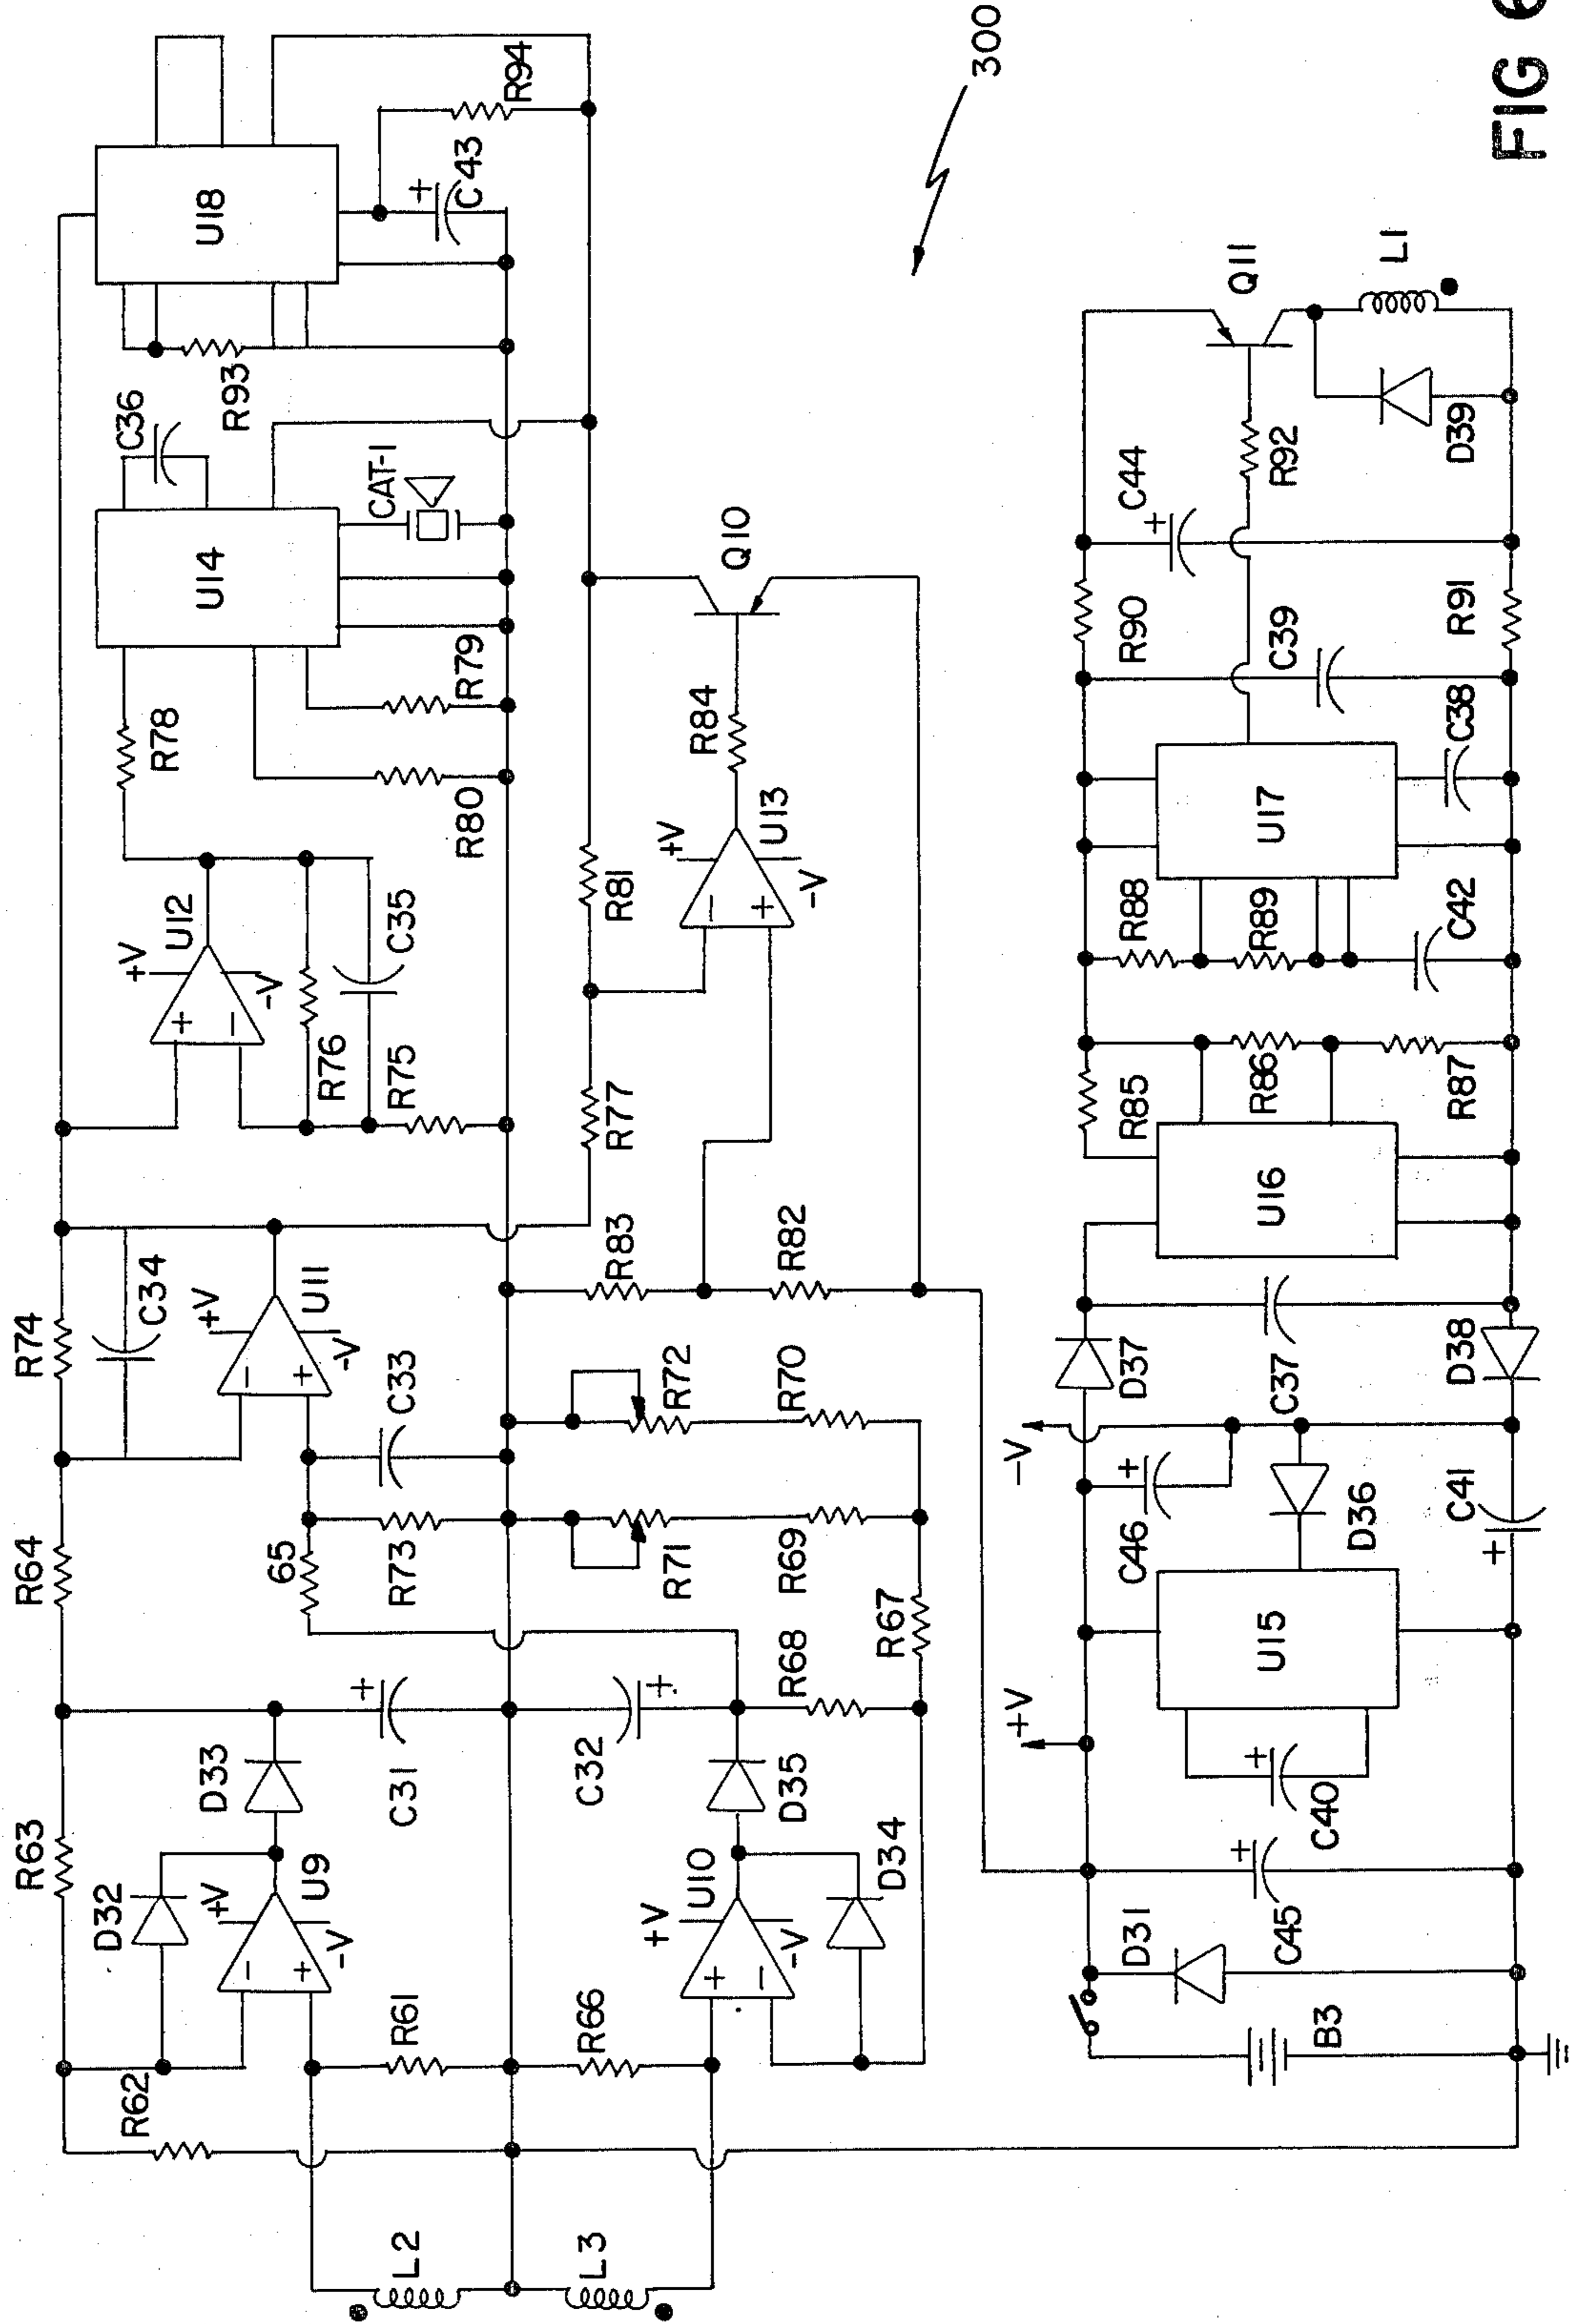 R94
U18
C43
+
R93
C36
CAT-1
U14
R78
R79
R80
+V
U12
-V
+
−
R76
C35
R75
300
FIG 6
R74
C34
+V
U11
-V
−
+
R64
65
C33
R73
R63
D33
D32
+V
U9
-V
−
+
R62
C31
+
R61
L2
L3
R66
C32
+
D35
+V
U10
-V
+
−
D34
R68
R67
R71
R69
R72
R70
R83
R82
R77
R81
+V
U13
-V
−
+
R84
Q10
Q11
L1
D39
R92
C44
+
R90
R91
C39
C38
U17
R88
R89
C42
R85
R86
R87
U16
D37
C37
D38
-V
C46
+
D36
C41
+
U15
+V
C40
+
D31
C45
+
B3